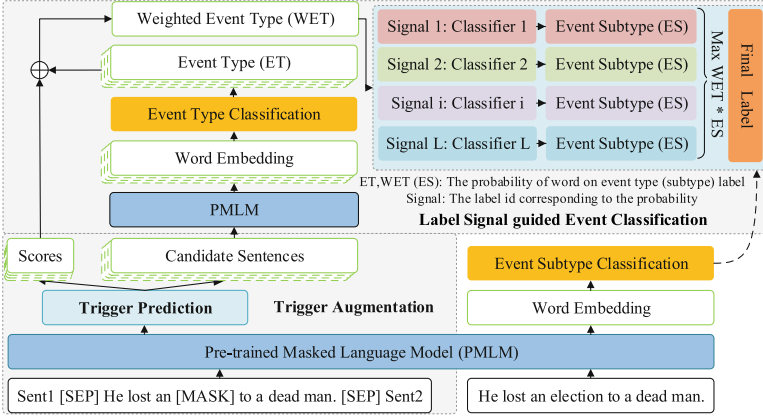 Weighted Event Type (WET)
Event Type (ET)
Event Type Classification
Word Embedding
PMLM
Signal 1: Classifier 1
Event Subtype (ES)
Signal 2: Classifier 2
Event Subtype (ES)
Signal i: Classifier i
Event Subtype (ES)
Signal L: Classifier L
Event Subtype (ES)
Max WET * ES
Final Label
ET,WET (ES): The probability of word on event type (subtype) label
Signal: The label id corresponding to the probability
Label Signal guided Event Classification
Scores
Candidate Sentences
Trigger Prediction
Trigger Augmentation
Event Subtype Classification
Word Embedding
Pre-trained Masked Language Model (PMLM)
Sent1 [SEP] He lost an [MASK] to a dead man. [SEP] Sent2
He lost an election to a dead man.